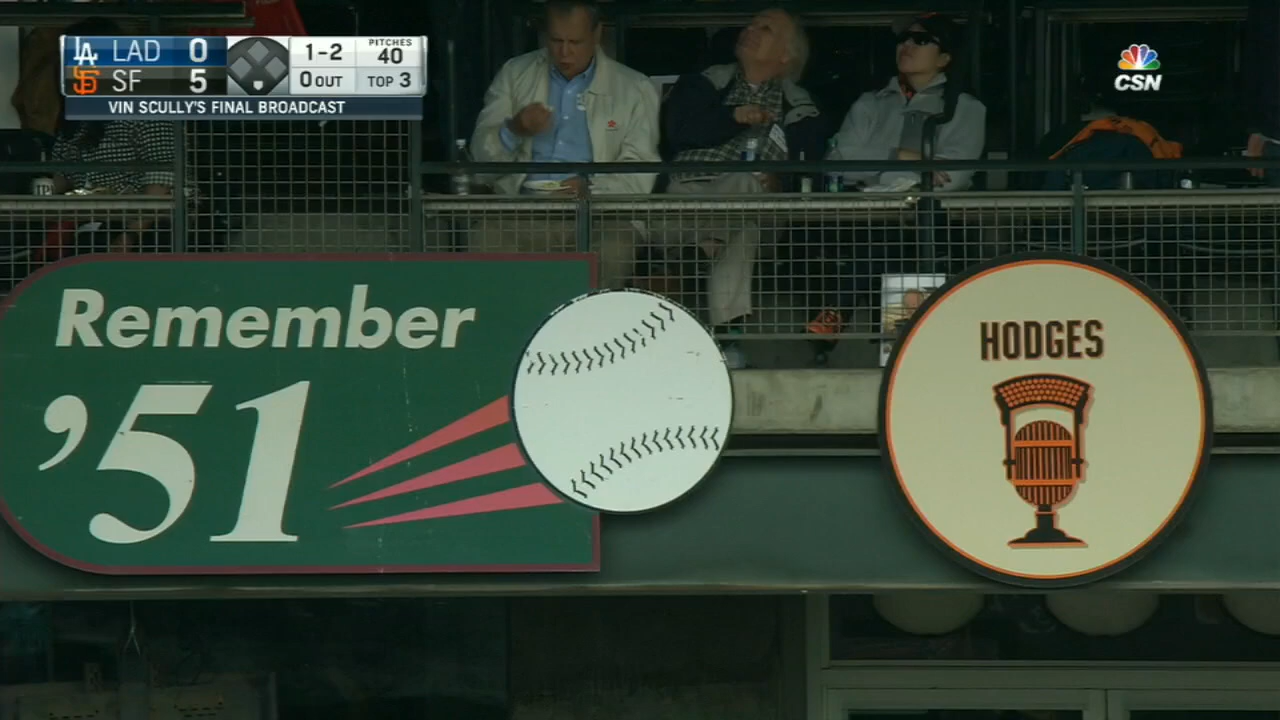 LAD 0
SF 5
1-2
PITCHES
40
0 OUT
TOP 3
VIN SCULLY'S FINAL BROADCAST
CSN
Remember
'51
HODGES